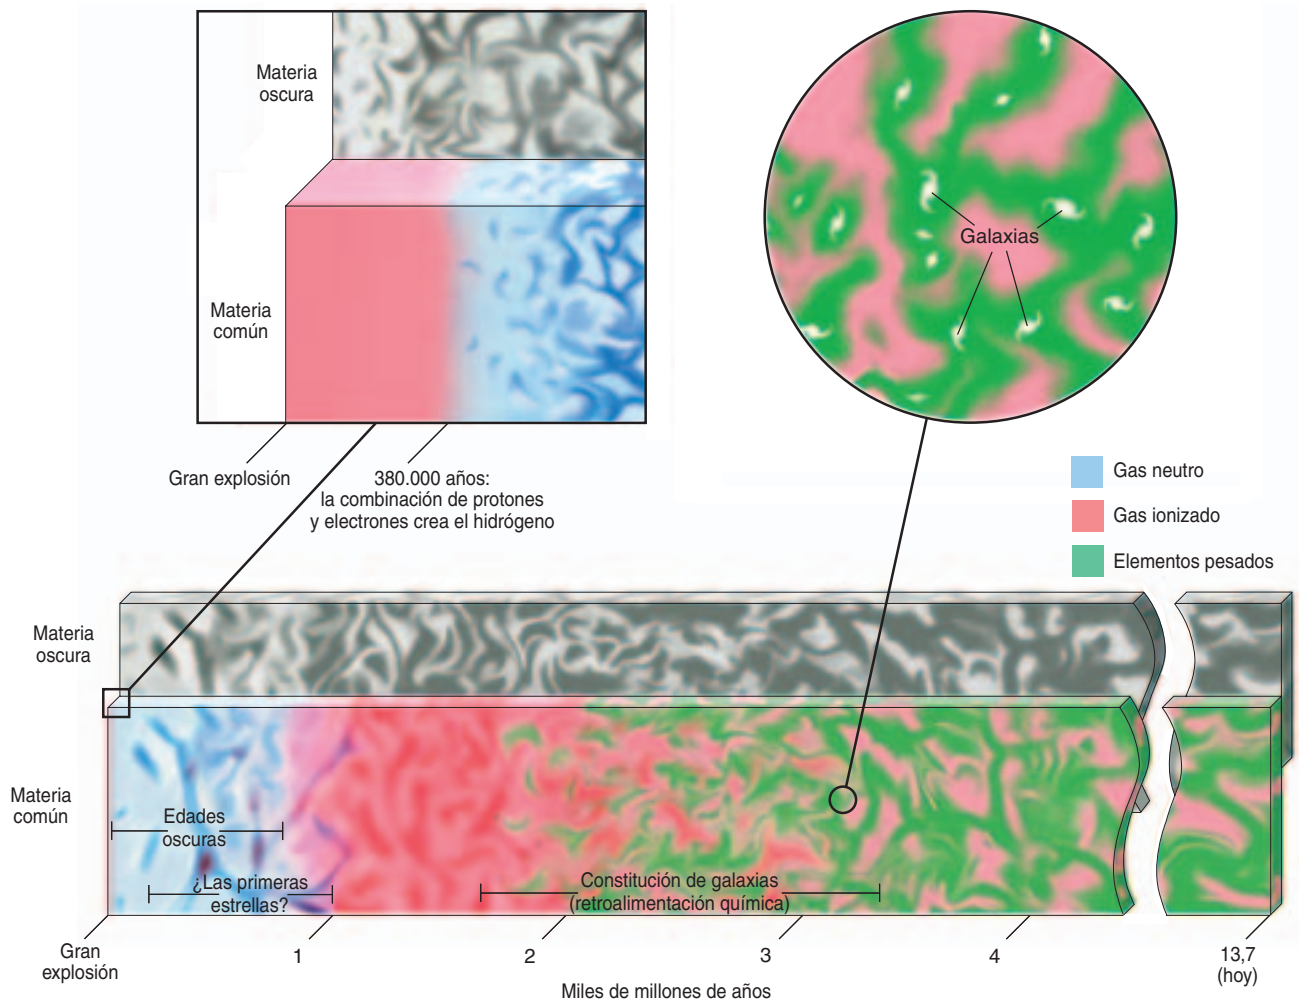 Materia
oscura
Materia
común
Galaxias
Gran explosión
380.000 años:
la combinación de protones
y electrones crea el hidrógeno
Gas neutro
Gas ionizado
Elementos pesados
Materia
oscura
Materia
común
Edades
oscuras
¿Las primeras
estrellas?
Constitución de galaxias
(retroalimentación química)
Gran
explosión
1
2
3
4
13,7
(hoy)
Miles de millones de años